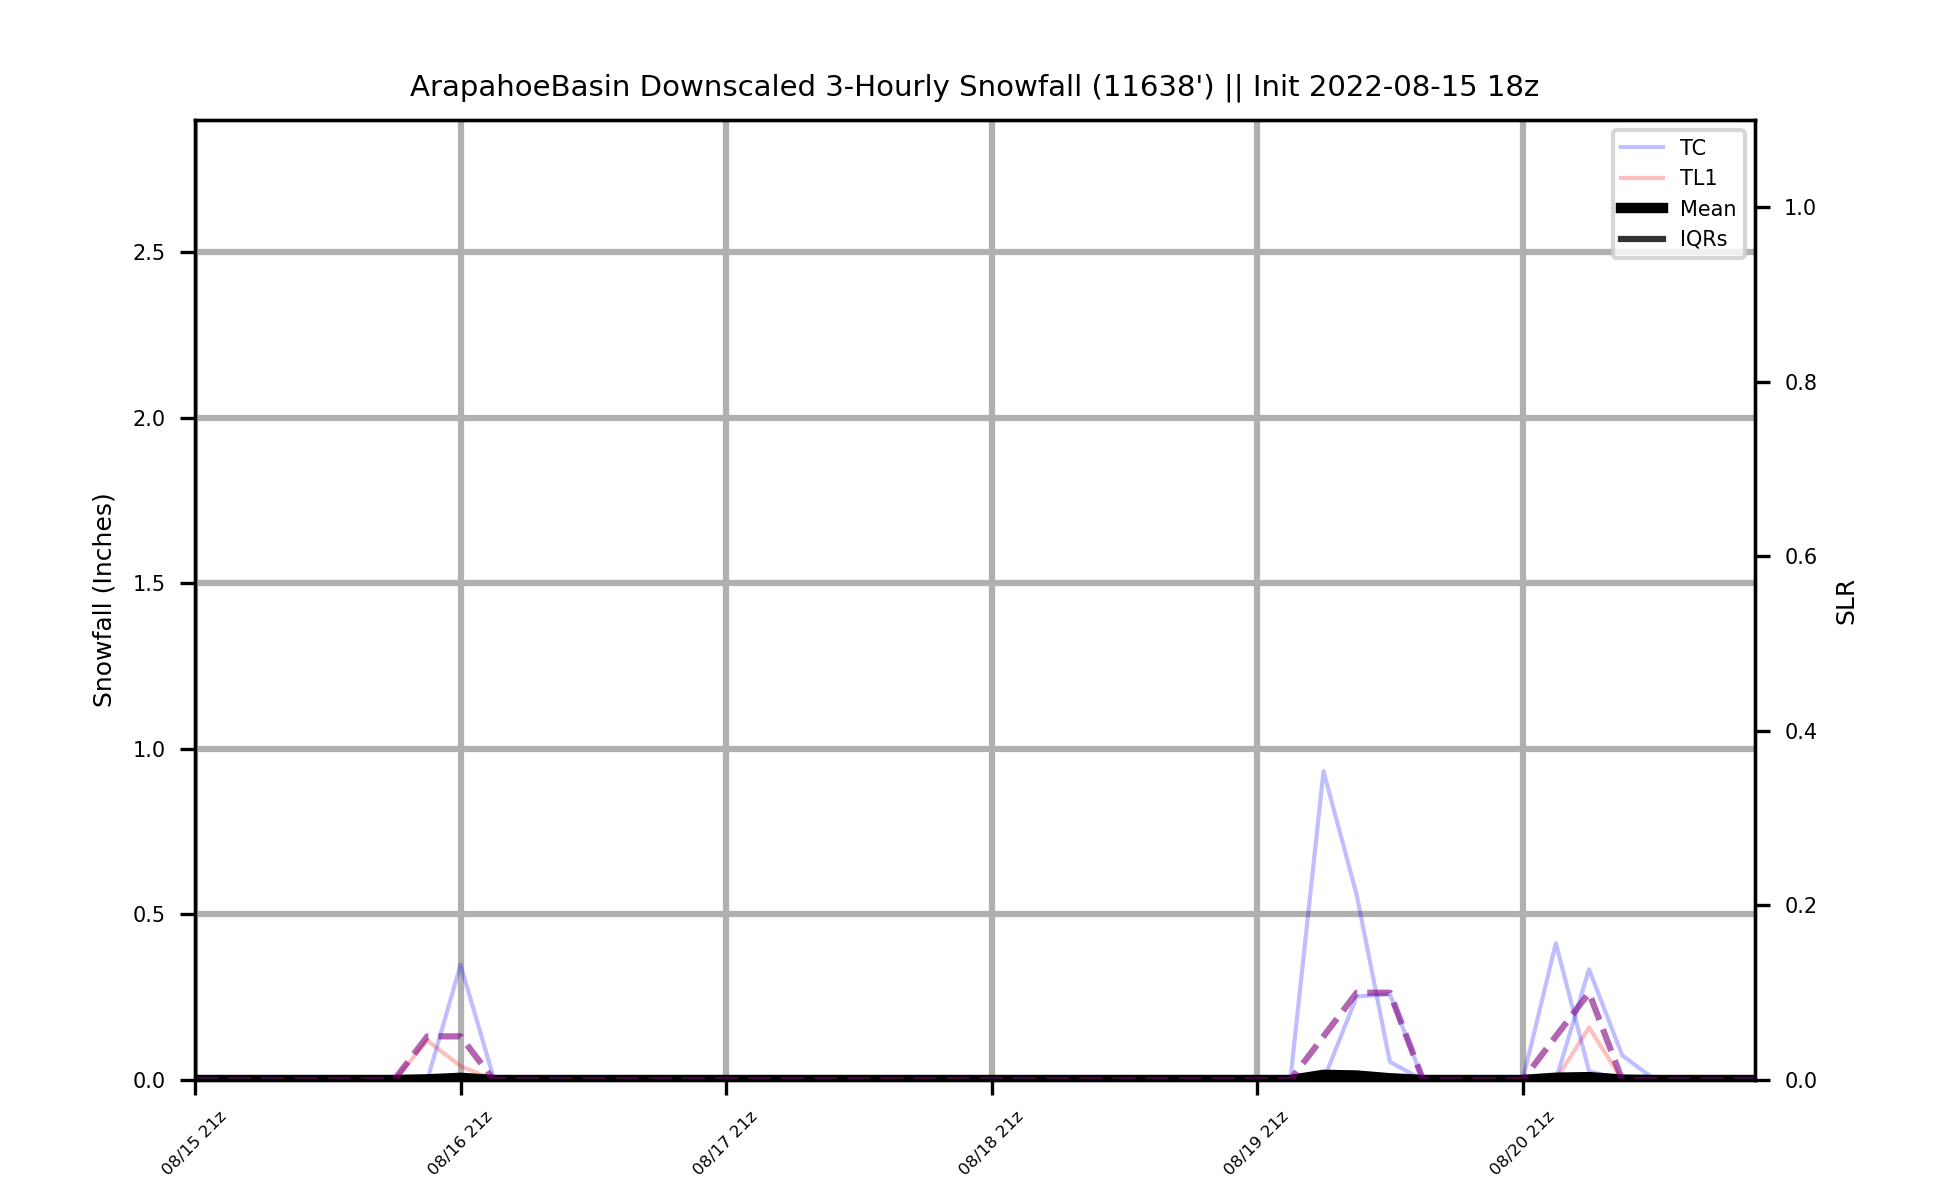 ArapahoeBasin Downscaled 3-Hourly Snowfall (11638') || Init 2022-08-15 18z
TC
TL1
Mean
IQRs
2.5
2.0
1.5
1.0
0.5
0.0
Snowfall (Inches)
1.0
0.8
0.6
0.4
0.2
0.0
SLR
08/15 21z
08/16 21z
08/17 21z
08/18 21z
08/19 21z
08/20 21z